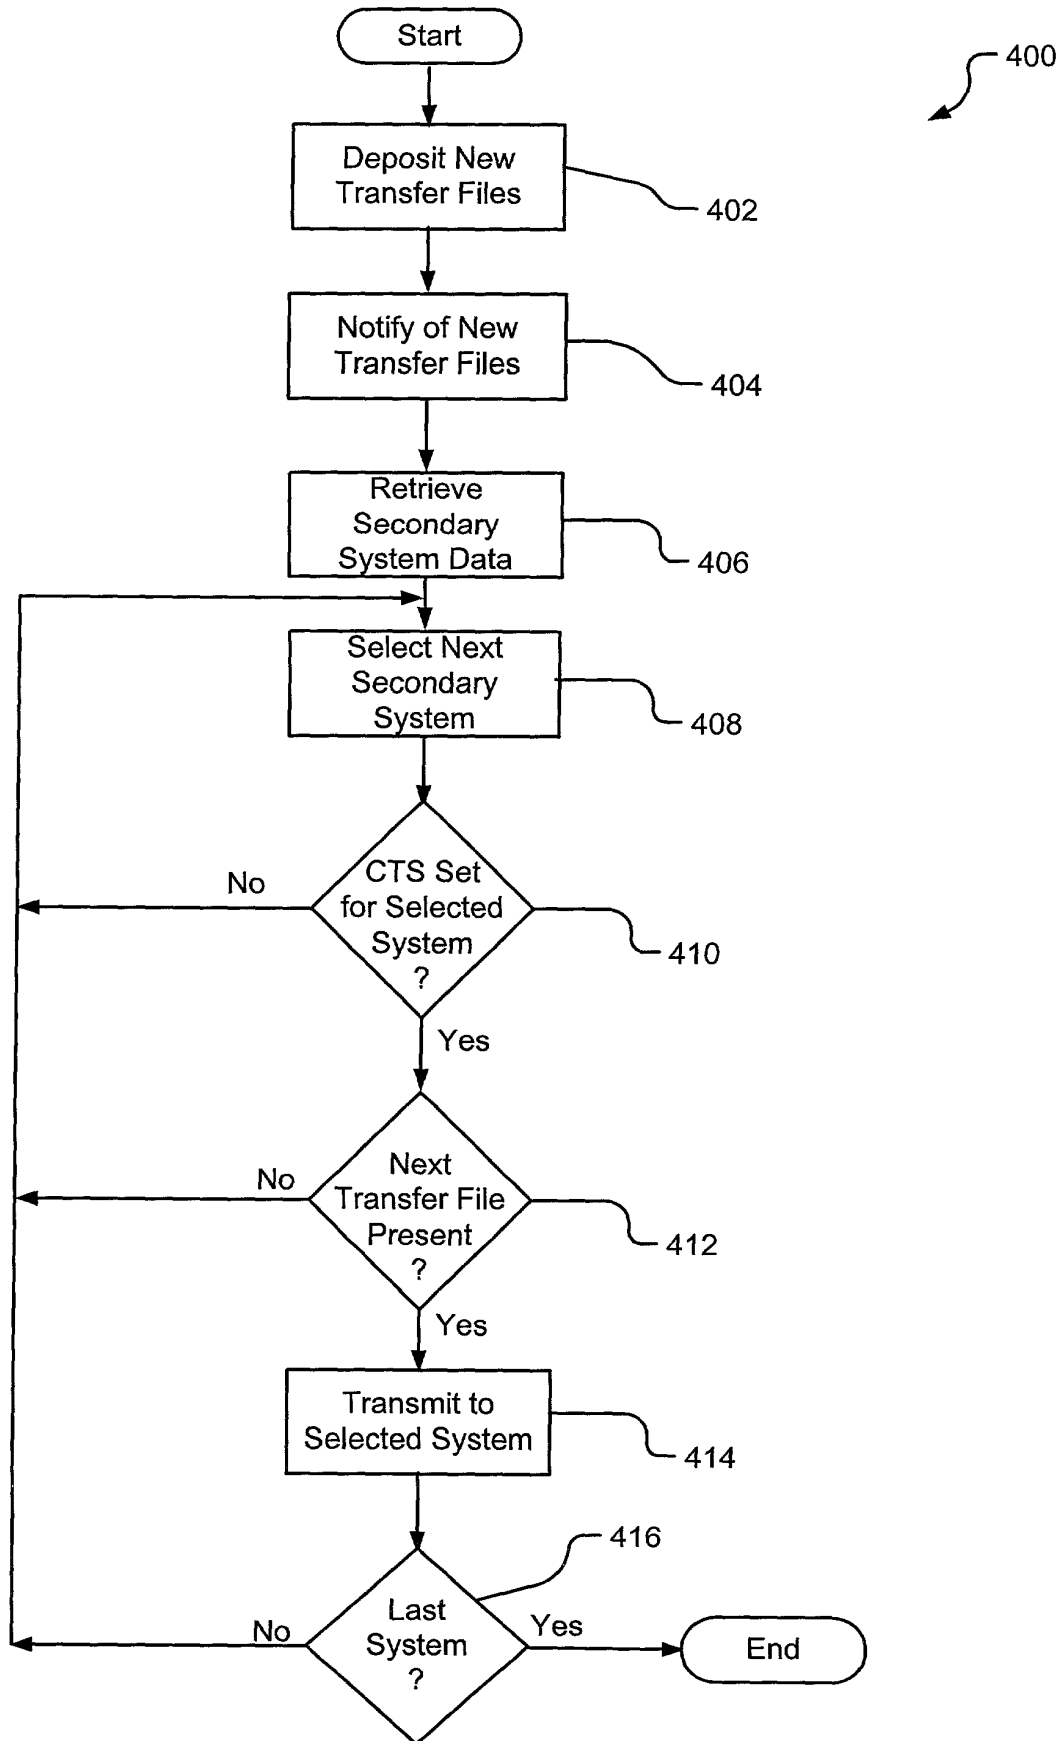 Start
400
Deposit New
Transfer Files
402
Notify of New
Transfer Files
404
Retrieve
Secondary
System Data
406
Select Next
Secondary
System
408
CTS Set
for Selected
System
?
No
410
Yes
Next
Transfer File
Present
?
No
412
Yes
Transmit to
Selected System
414
416
Last
System
?
No
Yes
End